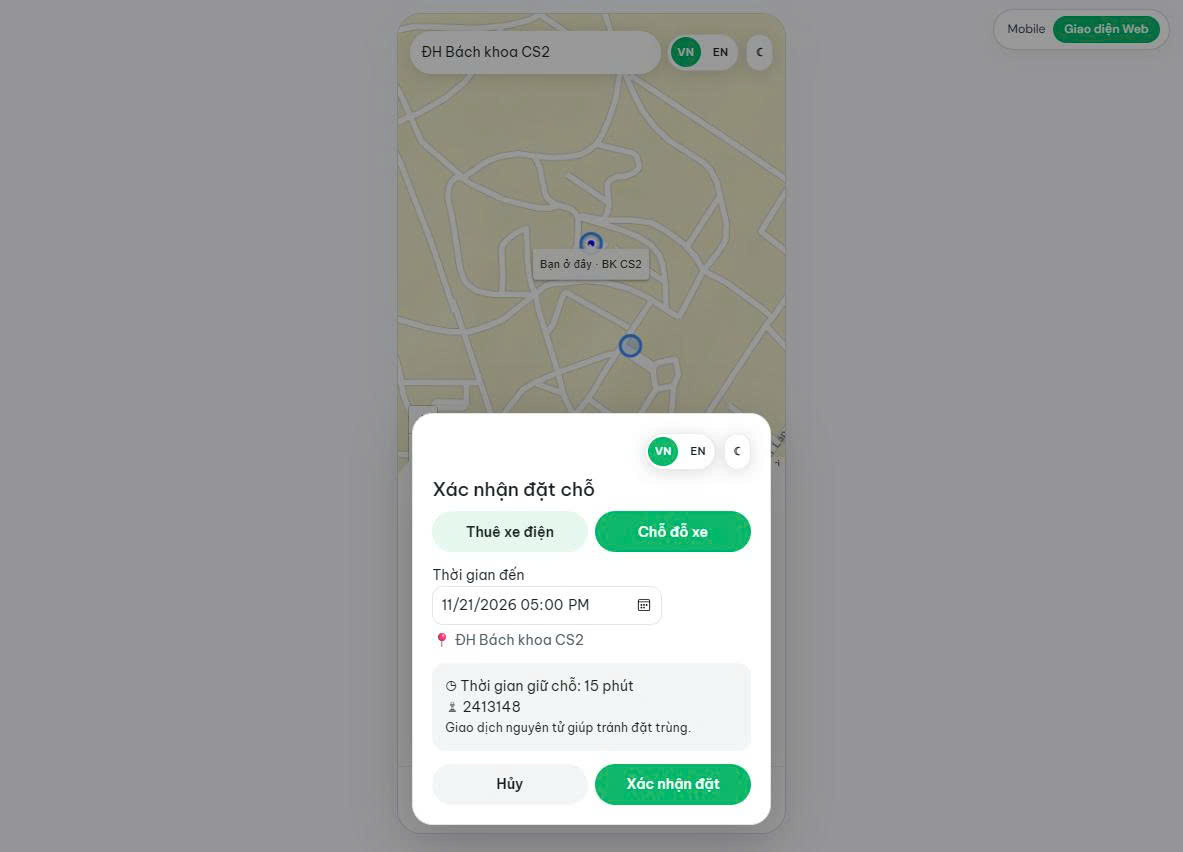 Mobile Giao diện Web
ĐH Bách khoa CS2 VN EN
Bạn ở đây · BK CS2
VN EN
Xác nhận đặt chỗ
Thuê xe điện Chỗ đỗ xe
Thời gian đến
11/21/2026 05:00 PM
ĐH Bách khoa CS2
Thời gian giữ chỗ: 15 phút
2413148
Giao dịch nguyên tử giúp tránh đặt trùng.
Hủy Xác nhận đặt